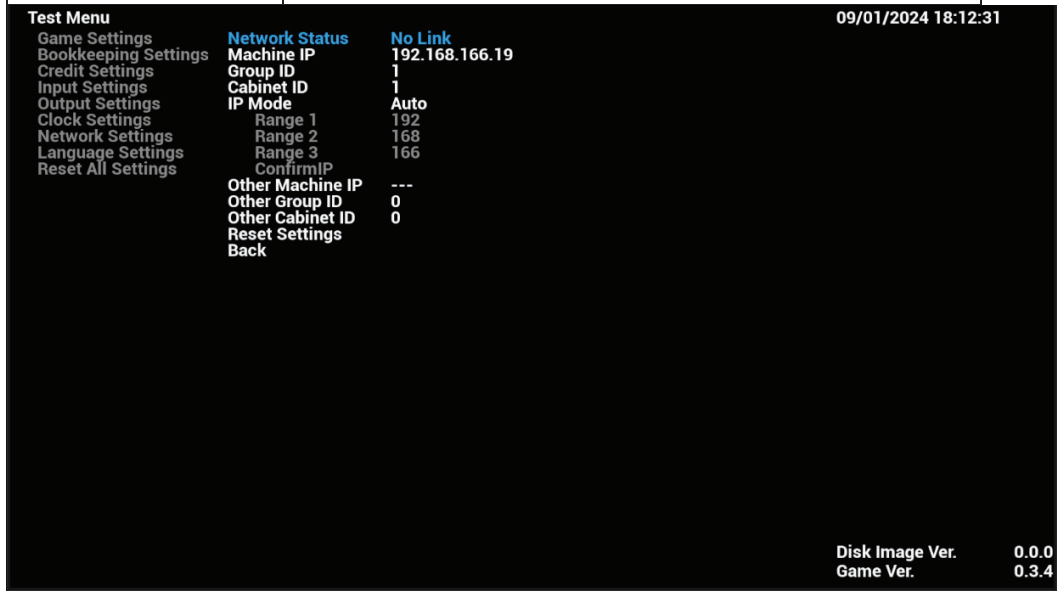 Test Menu 09/01/2024 18:12:31
Game Settings Network Status No Link
Bookkeeping Settings Machine IP 192.168.166.19
Credit Settings Group ID 1
Input Settings Cabinet ID 1
Output Settings IP Mode Auto
Clock Settings Range 1 192
Network Settings Range 2 168
Language Settings Range 3 166
Reset All Settings ConfirmIP
Other Machine IP ---
Other Group ID 0
Other Cabinet ID 0
Reset Settings
Back
Disk Image Ver. 0.0.0
Game Ver. 0.3.4